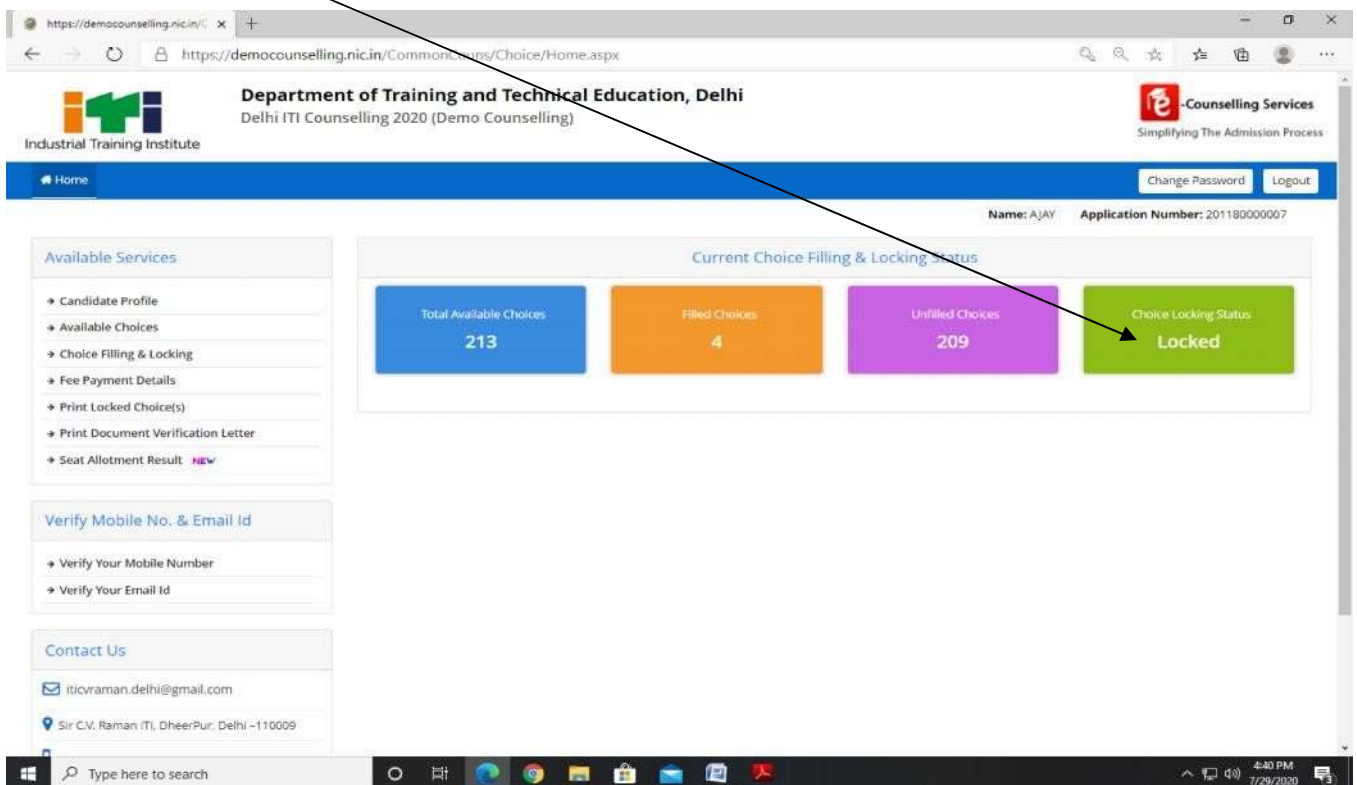 https://democounselling.nic.in/C
https://democounselling.nic.in/CommonCouns/Choice/Home.aspx
iti
Industrial Training Institute
Department of Training and Technical Education, Delhi
Delhi ITI Counselling 2020 (Demo Counselling)
e -Counselling Services
Simplifying The Admission Process
Home
Change Password
Logout
Name: AJAY
Application Number: 201180000007
Available Services
Candidate Profile
Available Choices
Choice Filling & Locking
Fee Payment Details
Print Locked Choice(s)
Print Document Verification Letter
Seat Allotment Result NEW
Current Choice Filling & Locking Status
Total Available Choices
213
Filled Choices
4
Unfilled Choices
209
Choice Locking Status
Locked
Verify Mobile No. & Email Id
Verify Your Mobile Number
Verify Your Email Id
Contact Us
iticvraman.delhi@gmail.com
Sir C.V. Raman ITI, DheerPur, Delhi -110009
Type here to search
4:40 PM
7/29/2020
3